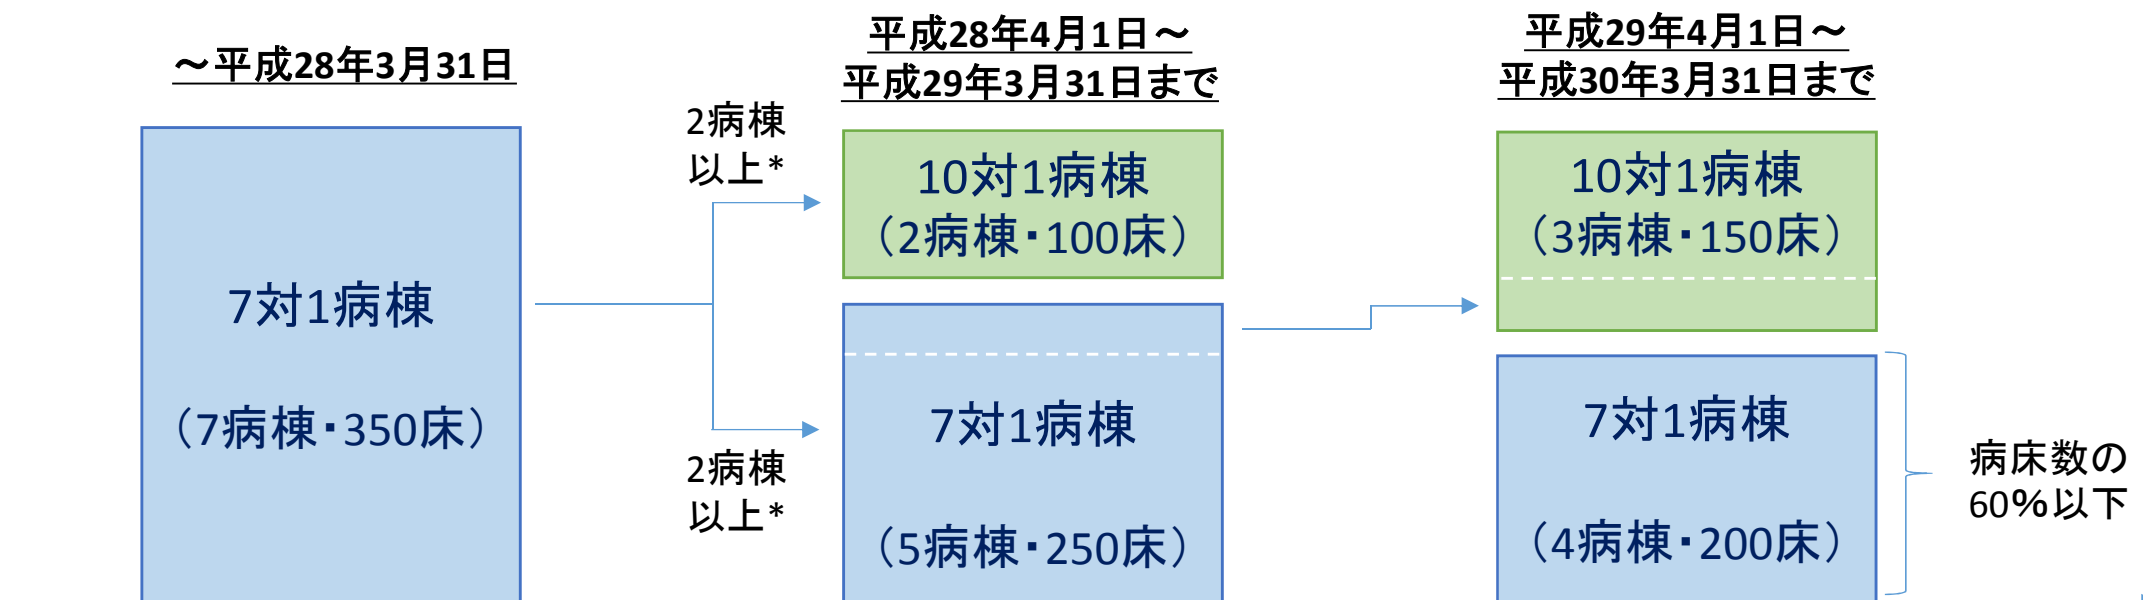 ～平成28年3月31日
7対1病棟
（7病棟・350床）
2病棟
以上*
2病棟
以上*
平成28年4月1日～
平成29年3月31日まで
10対1病棟
（2病棟・100床）
7対1病棟
（5病棟・250床）
平成29年4月1日～
平成30年3月31日まで
10対1病棟
（3病棟・150床）
7対1病棟
（4病棟・200床）
病床数の
60%以下